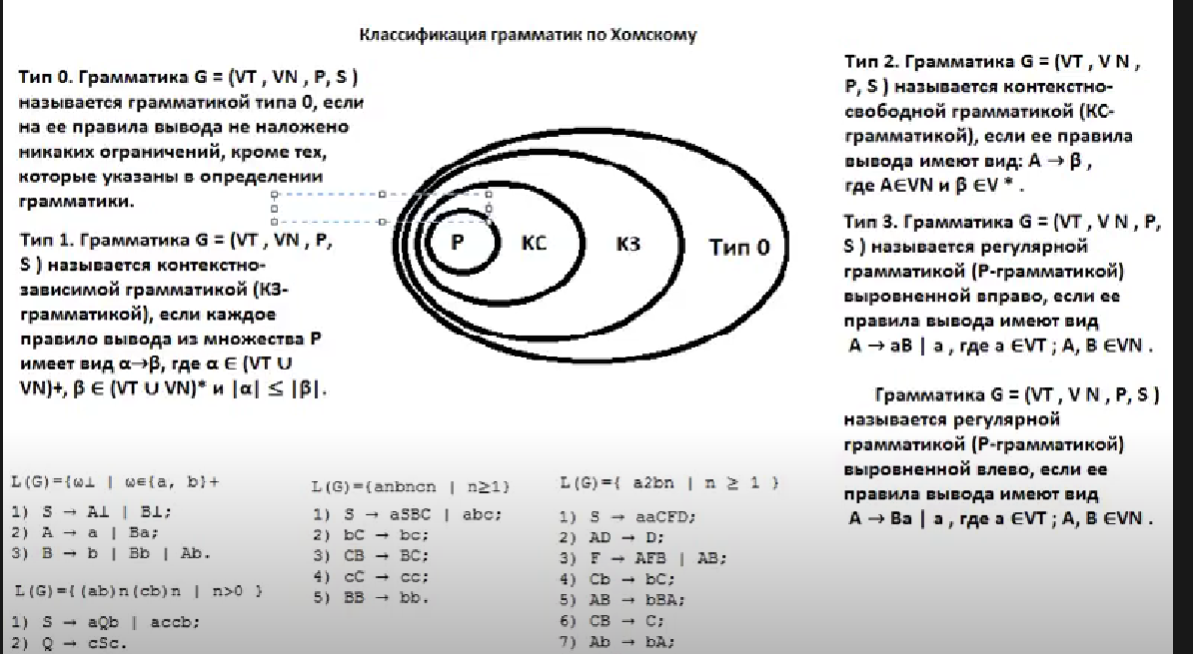 Классификация грамматик по Хомскому
Тип 0. Грамматика G = (VT , VN , P, S )
называется грамматикой типа 0, если
на ее правила вывода не наложено
никаких ограничений, кроме тех,
которые указаны в определении
грамматики.
Тип 1. Грамматика G = (VT , VN , P,
S ) называется контекстно-
зависимой грамматикой (КЗ-
грамматикой), если каждое
правило вывода из множества P
имеет вид α→β, где α ∈ (VT U
VN)+, β ∈ (VT U VN)* и |α| ≤ |β|.
Р
КС
КЗ
Тип 0
Тип 2. Грамматика G = (VT , V N ,
P, S ) называется контекстно-
свободной грамматикой (КС-
грамматикой), если ее правила
вывода имеют вид: A → β ,
где A∈VN и β ∈V * .
Тип 3. Грамматика G = (VT , V N , P,
S ) называется регулярной
грамматикой (Р-грамматикой)
выровненной вправо, если ее
правила вывода имеют вид
A → aB | a , где a ∈VT ; A, B ∈VN .
Грамматика G = (VT , V N , P, S )
называется регулярной
грамматикой (Р-грамматикой)
выровненной влево, если ее
правила вывода имеют вид
A → Ba | a , где a ∈VT ; A, B ∈VN .
L(G)={ω⊥ | ω∈{a, b}+
1) S → A⊥ | B⊥;
2) A → a | Ba;
3) B → b | Bb | Ab.
L(G)={(ab)n(cb)n | n>0 }
1) S → aQb | accb;
2) Q → cSc.
L(G)={anbncn | n≥1}
1) S → aSBC | abc;
2) bC → bc;
3) CB → BC;
4) cC → cc;
5) BB → bb.
L(G)={ a2bn | n ≥ 1 }
1) S → aaCFD;
2) AD → D;
3) F → AFB | AB;
4) Cb → bC;
5) AB → bBA;
6) CB → C;
7) Ab → bA;